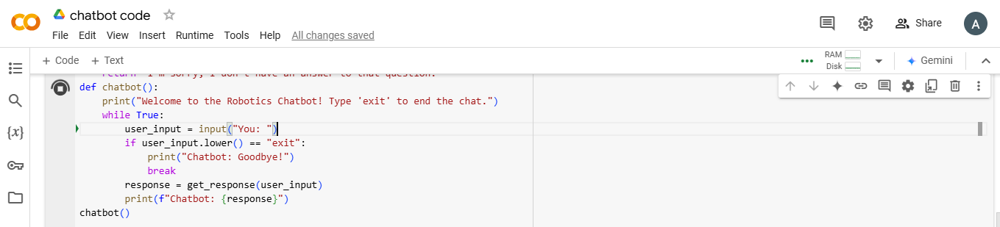 chatbot code
File Edit View Insert Runtime Tools Help All changes saved
Share
A
+ Code + Text
RAM
Disk
Gemini
return "I'm sorry, I don't have an answer to that question."
def chatbot():
print("Welcome to the Robotics Chatbot! Type 'exit' to end the chat.")
while True:
user_input = input("You: ")
if user_input.lower() == "exit":
print("Chatbot: Goodbye!")
break
response = get_response(user_input)
print(f"Chatbot: {response}")
chatbot()
{x}